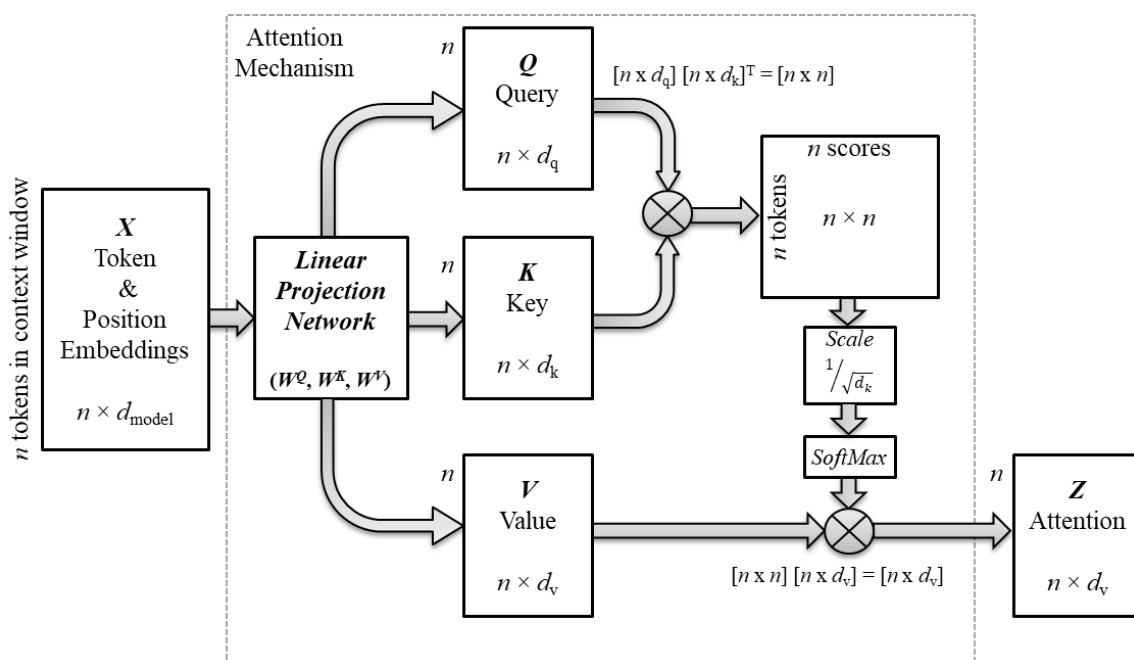 Attention
Mechanism
n tokens in context window
X
Token
&
Position
Embeddings
n × d_model
Linear
Projection
Network
(W^Q, W^K, W^V)
n
Q
Query
n × d_q
n
K
Key
n × d_k
n
V
Value
n × d_v
[n x d_q] [n x d_k]^T = [n x n]
n scores
n tokens
n × n
Scale
1/√d_k
SoftMax
[n x n] [n x d_v] = [n x d_v]
n
Z
Attention
n × d_v